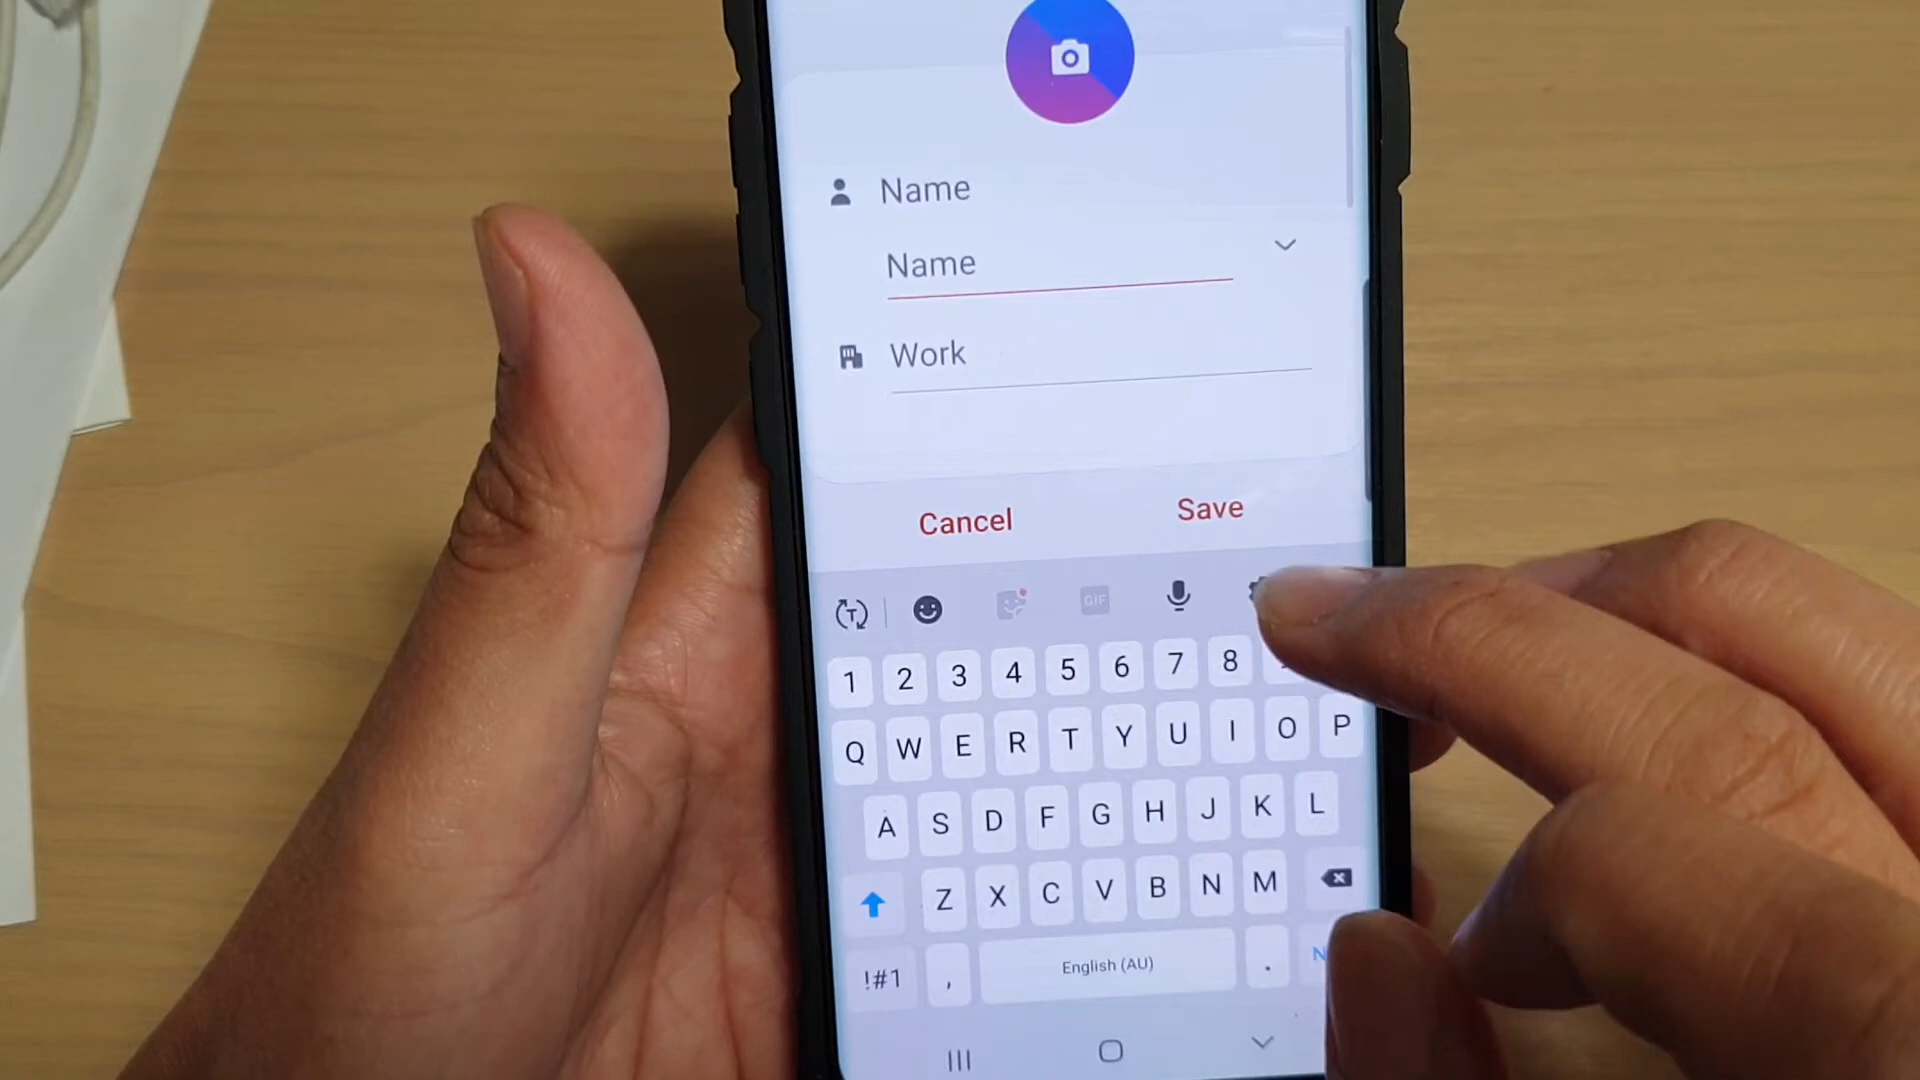 Name
Name
Work
Cancel Save
T GIF
1 2 3 4 5 6 7 8
Q W E R T Y U I O P
A S D F G H J K L
Z X C V B N M
!#1 , English (AU) .